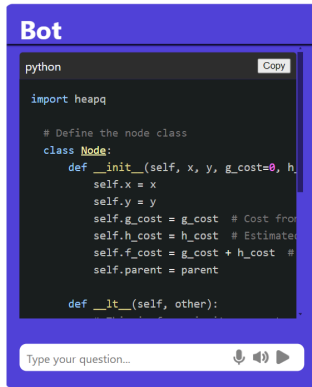 Bot
python
Copy
import heapq
# Define the node class
class Node:
def __init__(self, x, y, g_cost=0, h_
self.x = x
self.y = y
self.g_cost = g_cost # Cost from
self.h_cost = h_cost # Estimated
self.f_cost = g_cost + h_cost #
self.parent = parent
def __lt__(self, other):
Type your question...